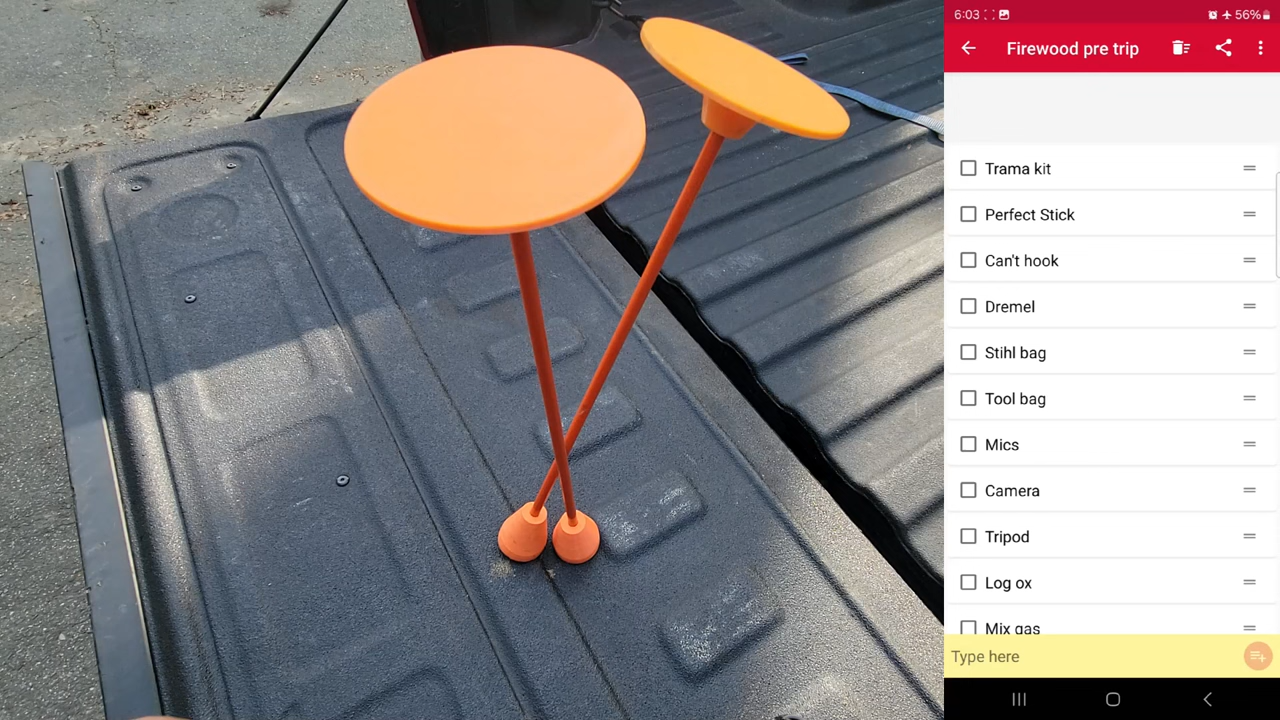 6:03
56%
Firewood pre trip
Trama kit
Perfect Stick
Can't hook
Dremel
Stihl bag
Tool bag
Mics
Camera
Tripod
Log ox
Mix gas
Type here